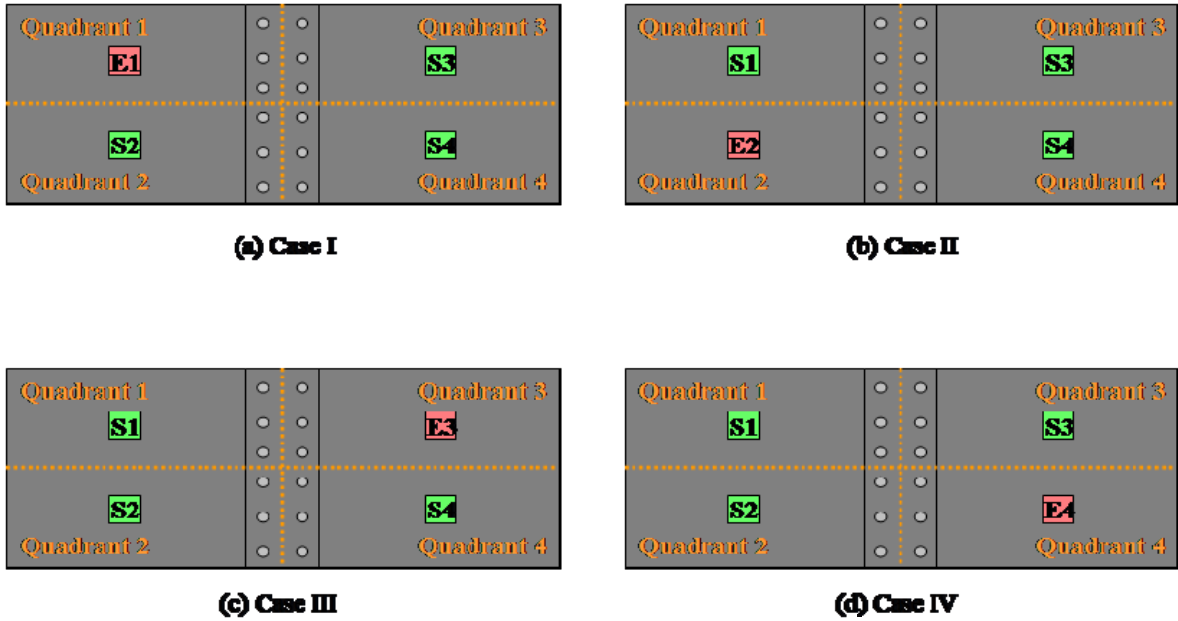 Quadrant 1 Quadrant 3
E1 S3
S2 S4
Quadrant 2 Quadrant 4
(a) Case I
Quadrant 1 Quadrant 3
S1 S3
E2 S4
Quadrant 2 Quadrant 4
(b) Case II
Quadrant 1 Quadrant 3
S1 E3
S2 S4
Quadrant 2 Quadrant 4
(c) Case III
Quadrant 1 Quadrant 3
S1 S3
S2 E4
Quadrant 2 Quadrant 4
(d) Case IV